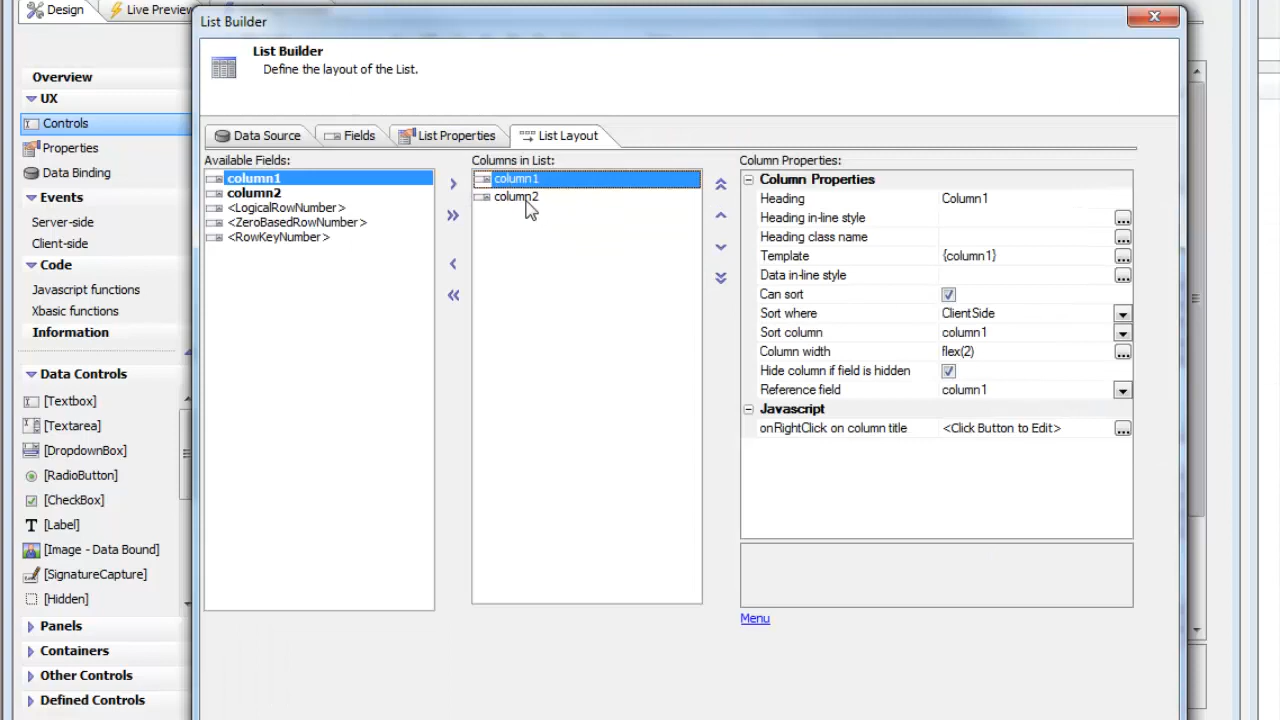 Design
Live Preview
List Builder
List Builder
Define the layout of the List.
Overview
UX
Controls
Properties
Data Binding
Events
Server-side
Client-side
Code
Javascript functions
Xbasic functions
Information
Data Controls
[Textbox]
[Textarea]
[DropdownBox]
[RadioButton]
[CheckBox]
[Label]
[Image - Data Bound]
[SignatureCapture]
[Hidden]
Panels
Containers
Other Controls
Defined Controls
Data Source
Fields
List Properties
List Layout
Available Fields:
column1
column2
<LogicalRowNumber>
<ZeroBasedRowNumber>
<RowKeyNumber>
Columns in List:
column1
column2
Column Properties:
Column Properties
Heading Column1
Heading in-line style ...
Heading class name ...
Template {column1} ...
Data in-line style ...
Can sort
Sort where ClientSide
Sort column column1
Column width flex(2) ...
Hide column if field is hidden
Reference field column1
Javascript
onRightClick on column title <Click Button to Edit> ...
Menu